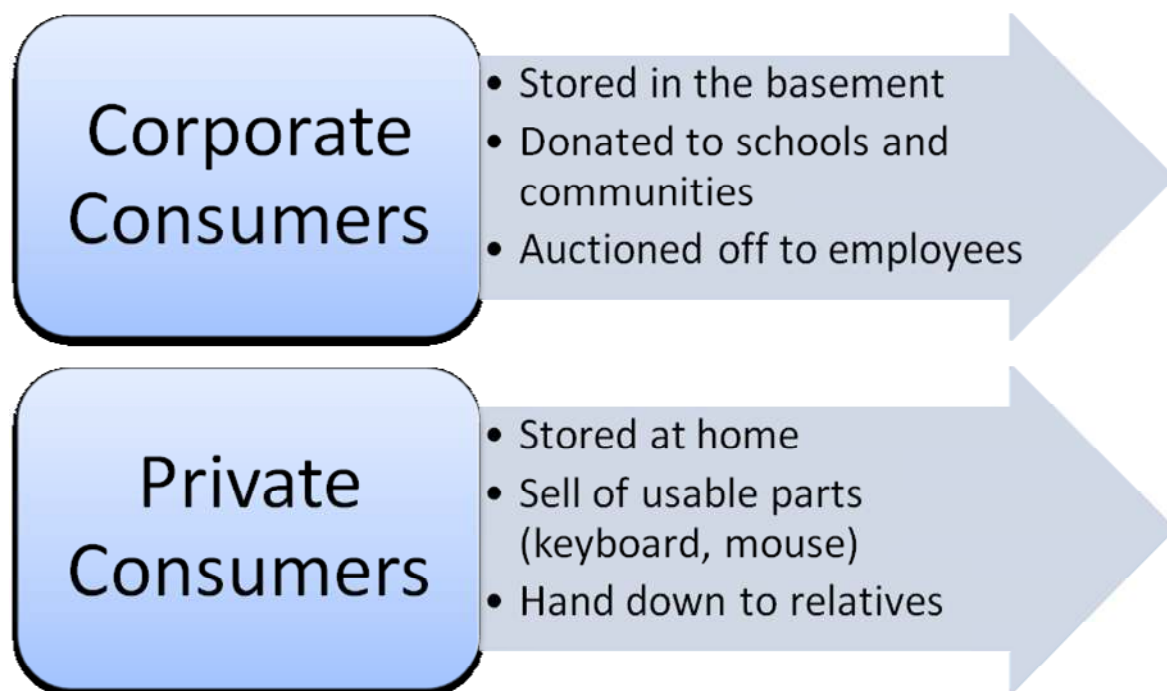 Corporate
Consumers
• Stored in the basement
• Donated to schools and
communities
• Auctioned off to employees
Private
Consumers
• Stored at home
• Sell of usable parts
(keyboard, mouse)
• Hand down to relatives